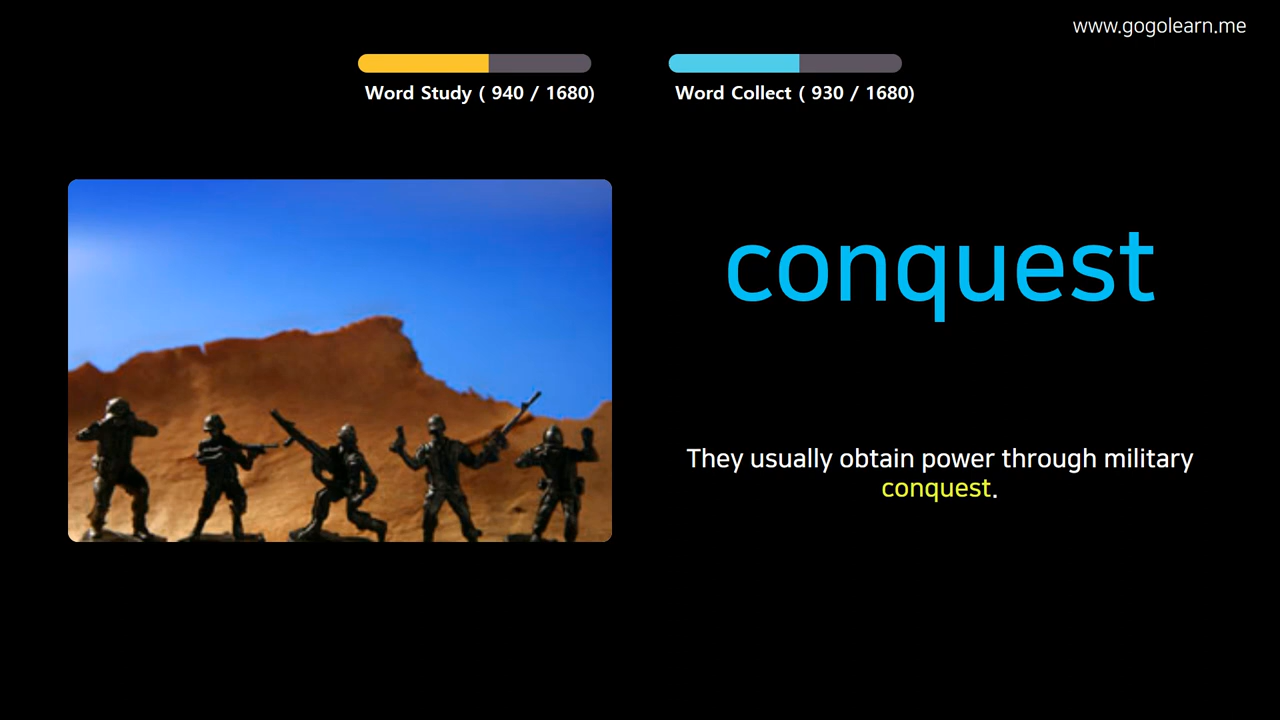 www.gogolearn.me
Word Study ( 940 / 1680)
Word Collect ( 930 / 1680)
conquest
They usually obtain power through military
conquest.